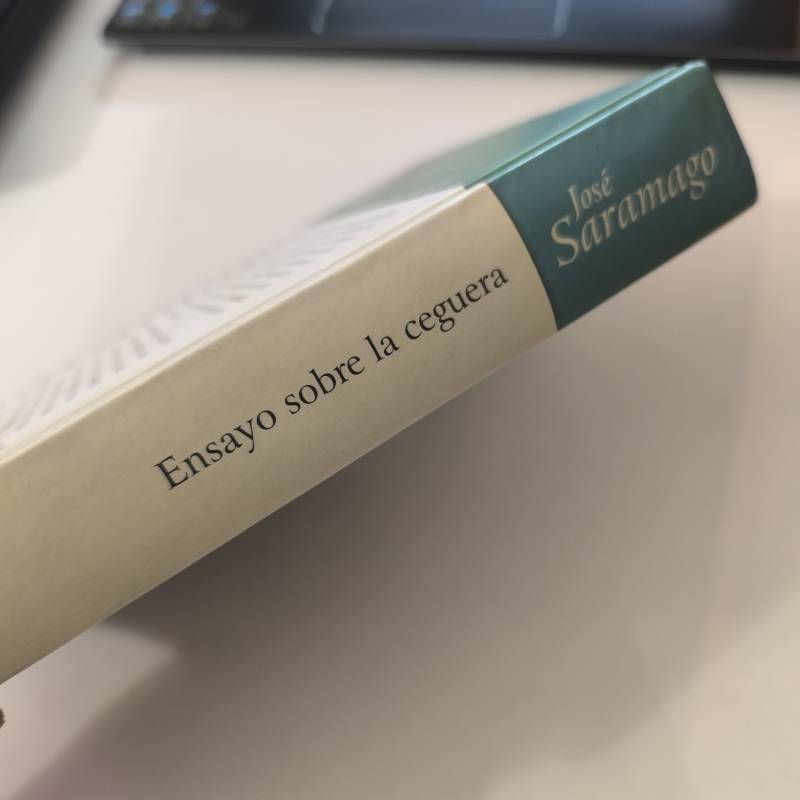 Ensayo sobre la ceguera
José
Saramago